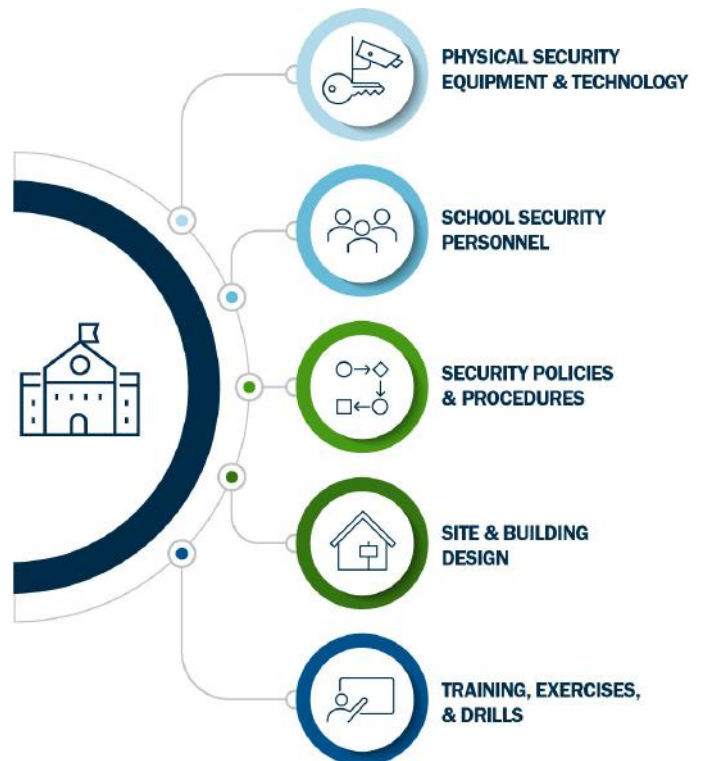 PHYSICAL SECURITY
EQUIPMENT & TECHNOLOGY
SCHOOL SECURITY
PERSONNEL
SECURITY POLICIES
& PROCEDURES
SITE & BUILDING
DESIGN
TRAINING, EXERCISES,
& DRILLS